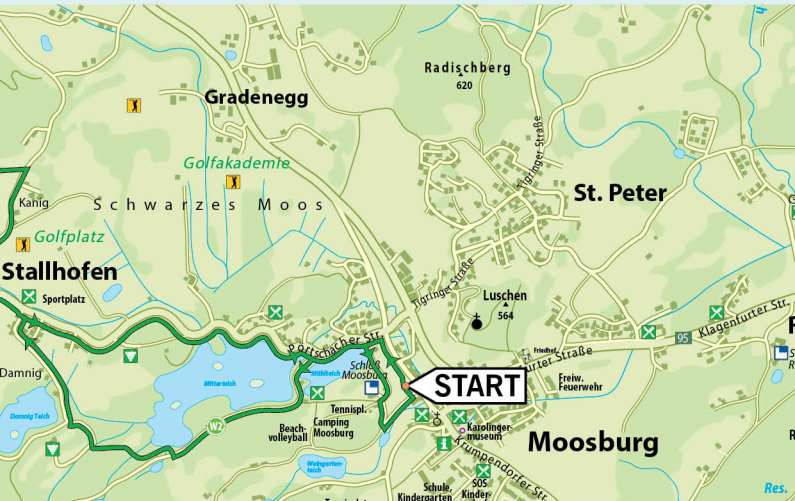 Radischberg
620
Gradenegg
Tigringer Straße
Golfakademie
St. Peter
Kanig
Schwarzes Moos
Golfplatz
Stallhofen
Sportplatz
Tigringer Straße
Luschen
564
Klagenfurter Str.
95
Pörtschacher Str.
Friedhof
Schloß
Moosburg
Mühlteich
Mitterteich
Damnig
START
Freiw.
Feuerwehr
Damnig Teich
W2
Tennispl.
Camping
Moosburg
Beach-
volleyball
Karolinger-
museum
Moosburg
Weingarten-
teich
Krumpendorfer Str.
Schule,
Kindergarten
SOS
Kinder-
Res.